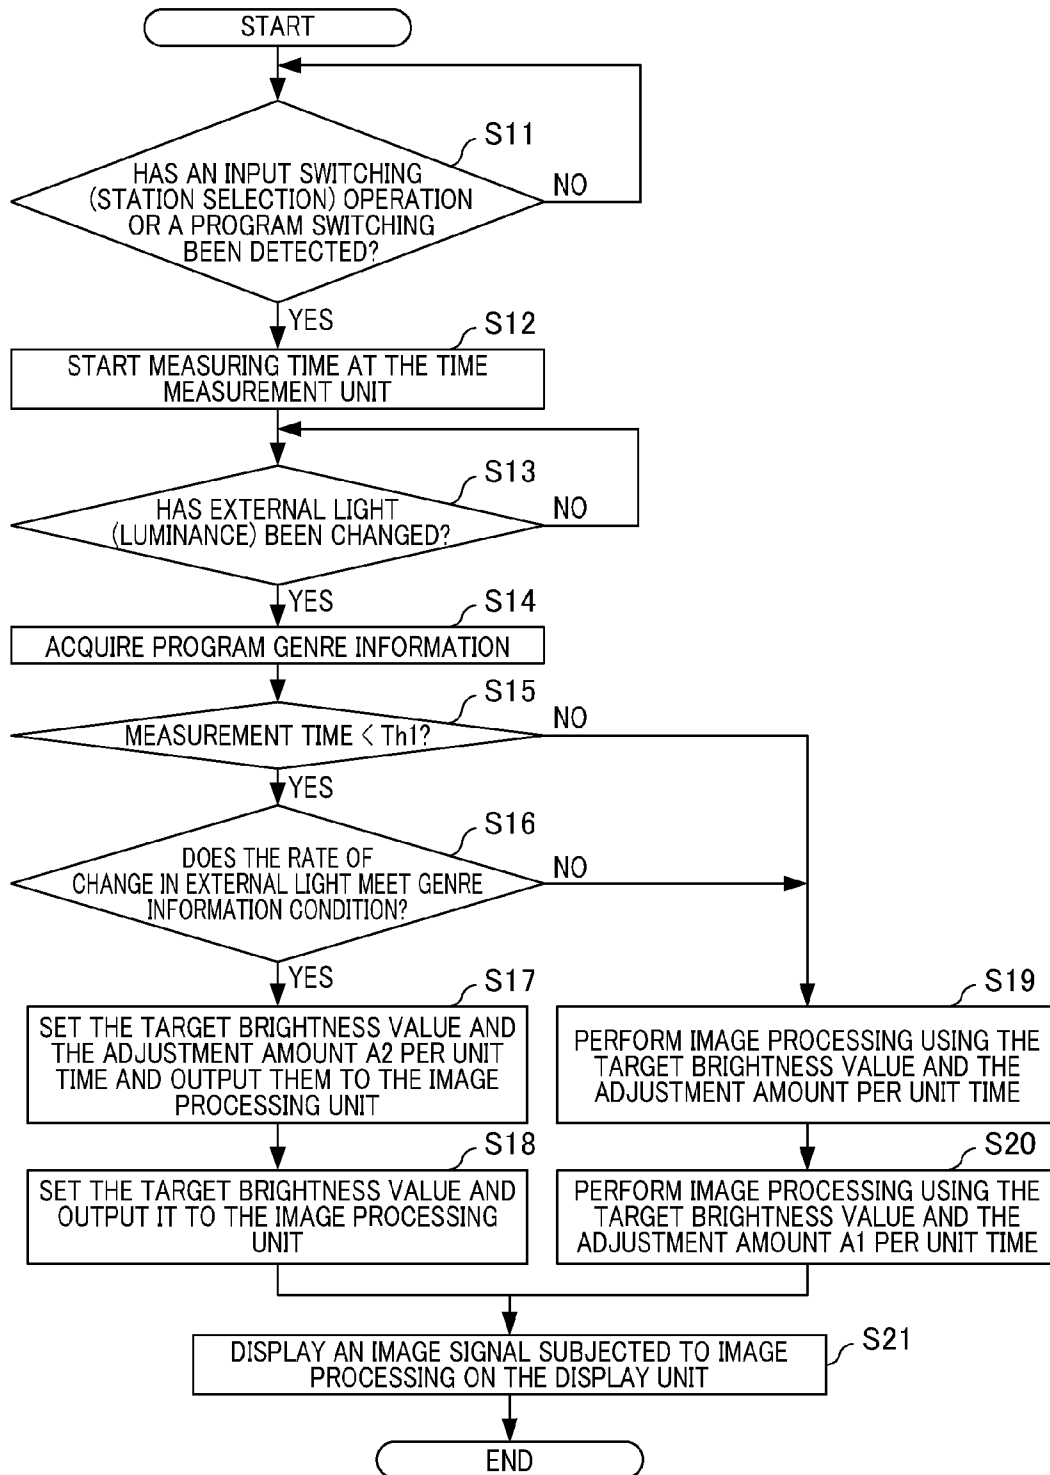 START
S11
HAS AN INPUT SWITCHING
(STATION SELECTION) OPERATION
OR A PROGRAM SWITCHING
BEEN DETECTED?
NO
YES
S12
START MEASURING TIME AT THE TIME
MEASUREMENT UNIT
S13
HAS EXTERNAL LIGHT
(LUMINANCE) BEEN CHANGED?
NO
YES
S14
ACQUIRE PROGRAM GENRE INFORMATION
S15
MEASUREMENT TIME < Th1?
NO
YES
S16
DOES THE RATE OF
CHANGE IN EXTERNAL LIGHT MEET GENRE
INFORMATION CONDITION?
NO
YES
S17
SET THE TARGET BRIGHTNESS VALUE AND
THE ADJUSTMENT AMOUNT A2 PER UNIT
TIME AND OUTPUT THEM TO THE IMAGE
PROCESSING UNIT
S19
PERFORM IMAGE PROCESSING USING THE
TARGET BRIGHTNESS VALUE AND THE
ADJUSTMENT AMOUNT PER UNIT TIME
S18
SET THE TARGET BRIGHTNESS VALUE AND
OUTPUT IT TO THE IMAGE PROCESSING
UNIT
S20
PERFORM IMAGE PROCESSING USING THE
TARGET BRIGHTNESS VALUE AND THE
ADJUSTMENT AMOUNT A1 PER UNIT TIME
S21
DISPLAY AN IMAGE SIGNAL SUBJECTED TO IMAGE
PROCESSING ON THE DISPLAY UNIT
END